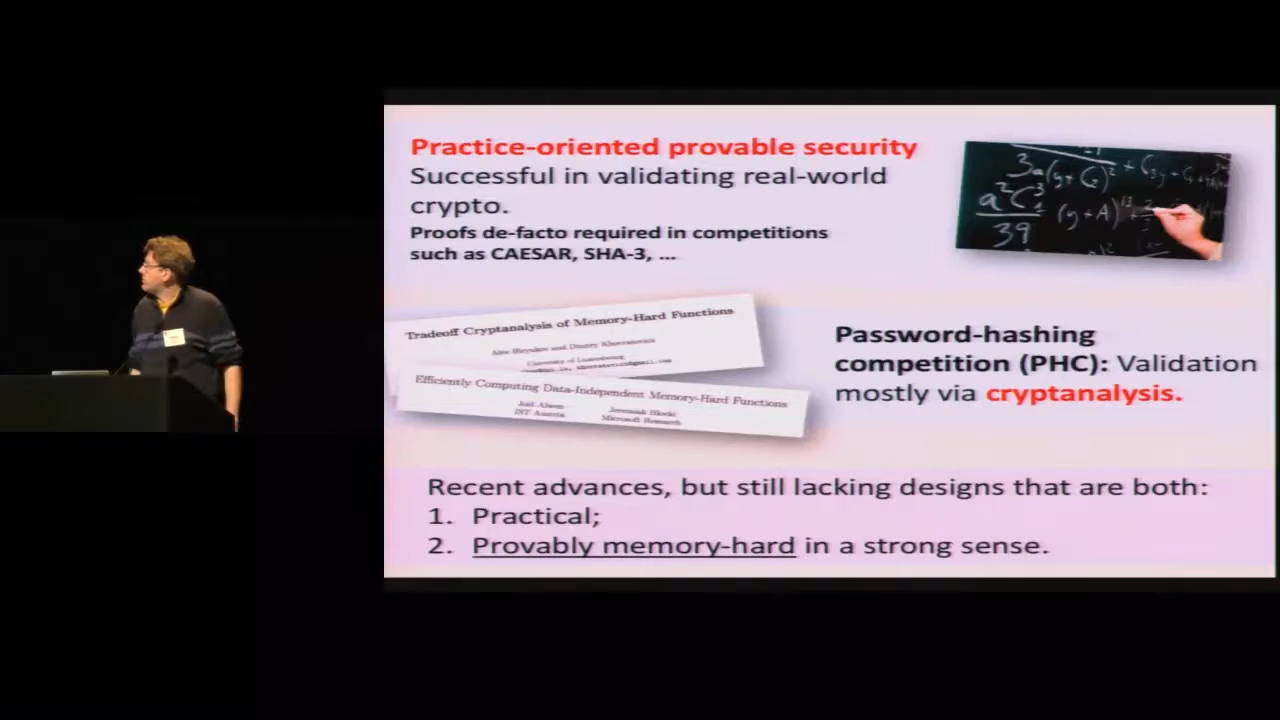 Practice-oriented provable security
Successful in validating real-world
crypto.
Proofs de-facto required in competitions
such as CAESAR, SHA-3, ...
Tradeoff Cryptanalysis of Memory-Hard Functions
Alex Biryukov and Dmitry Khovratovich
University of Luxembourg
Efficiently Computing Data-Independent Memory-Hard Functions
Joël Alwen
Jeremiah Blocki
IST Austria
Microsoft Research
Password-hashing
competition (PHC): Validation
mostly via cryptanalysis.
Recent advances, but still lacking designs that are both:
1. Practical;
2. Provably memory-hard in a strong sense.